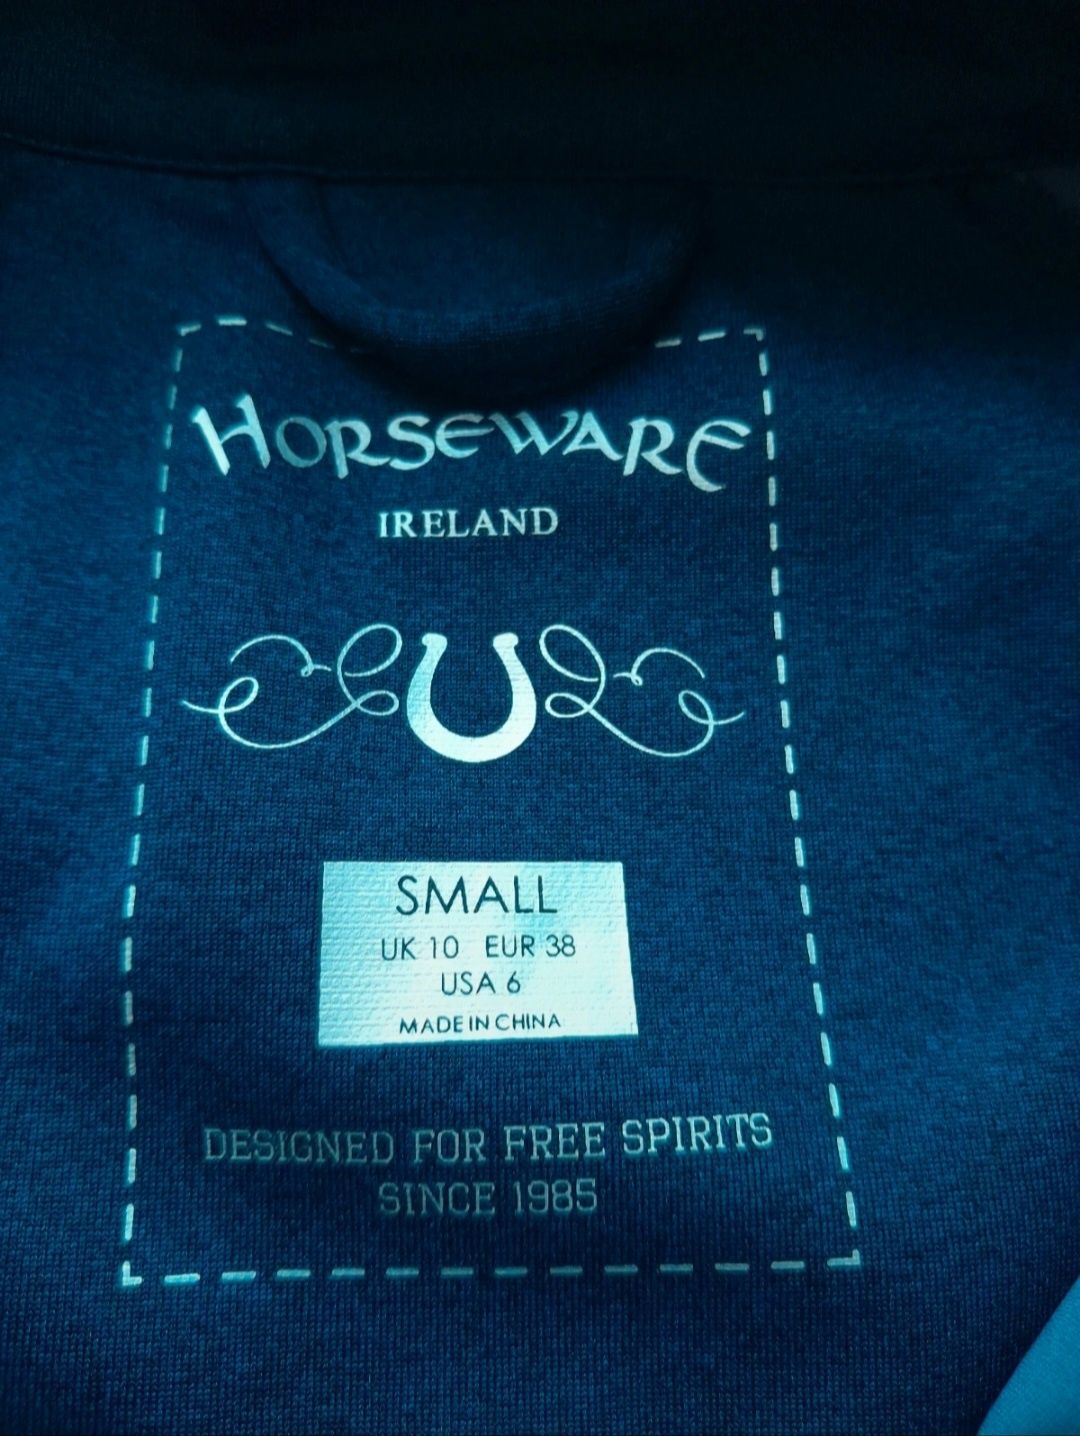 HORSEWARE
IRELAND
SMALL
UK 10 EUR 38
USA 6
MADE IN CHINA
DESIGNED FOR FREE SPIRITS
SINCE 1985